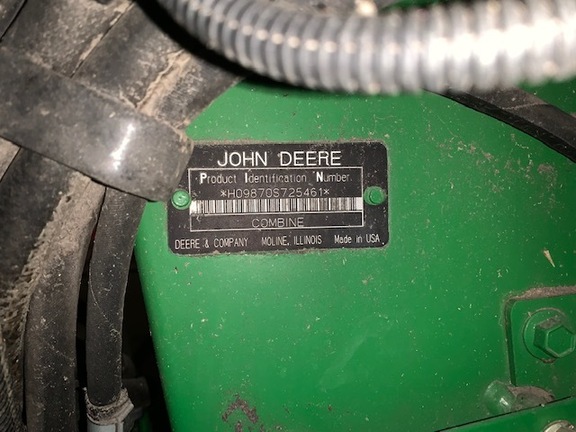 JOHN DEERE
Product Identification Number
*H09870S725461*
COMBINE
DEERE & COMPANY MOLINE, ILLINOIS Made in USA